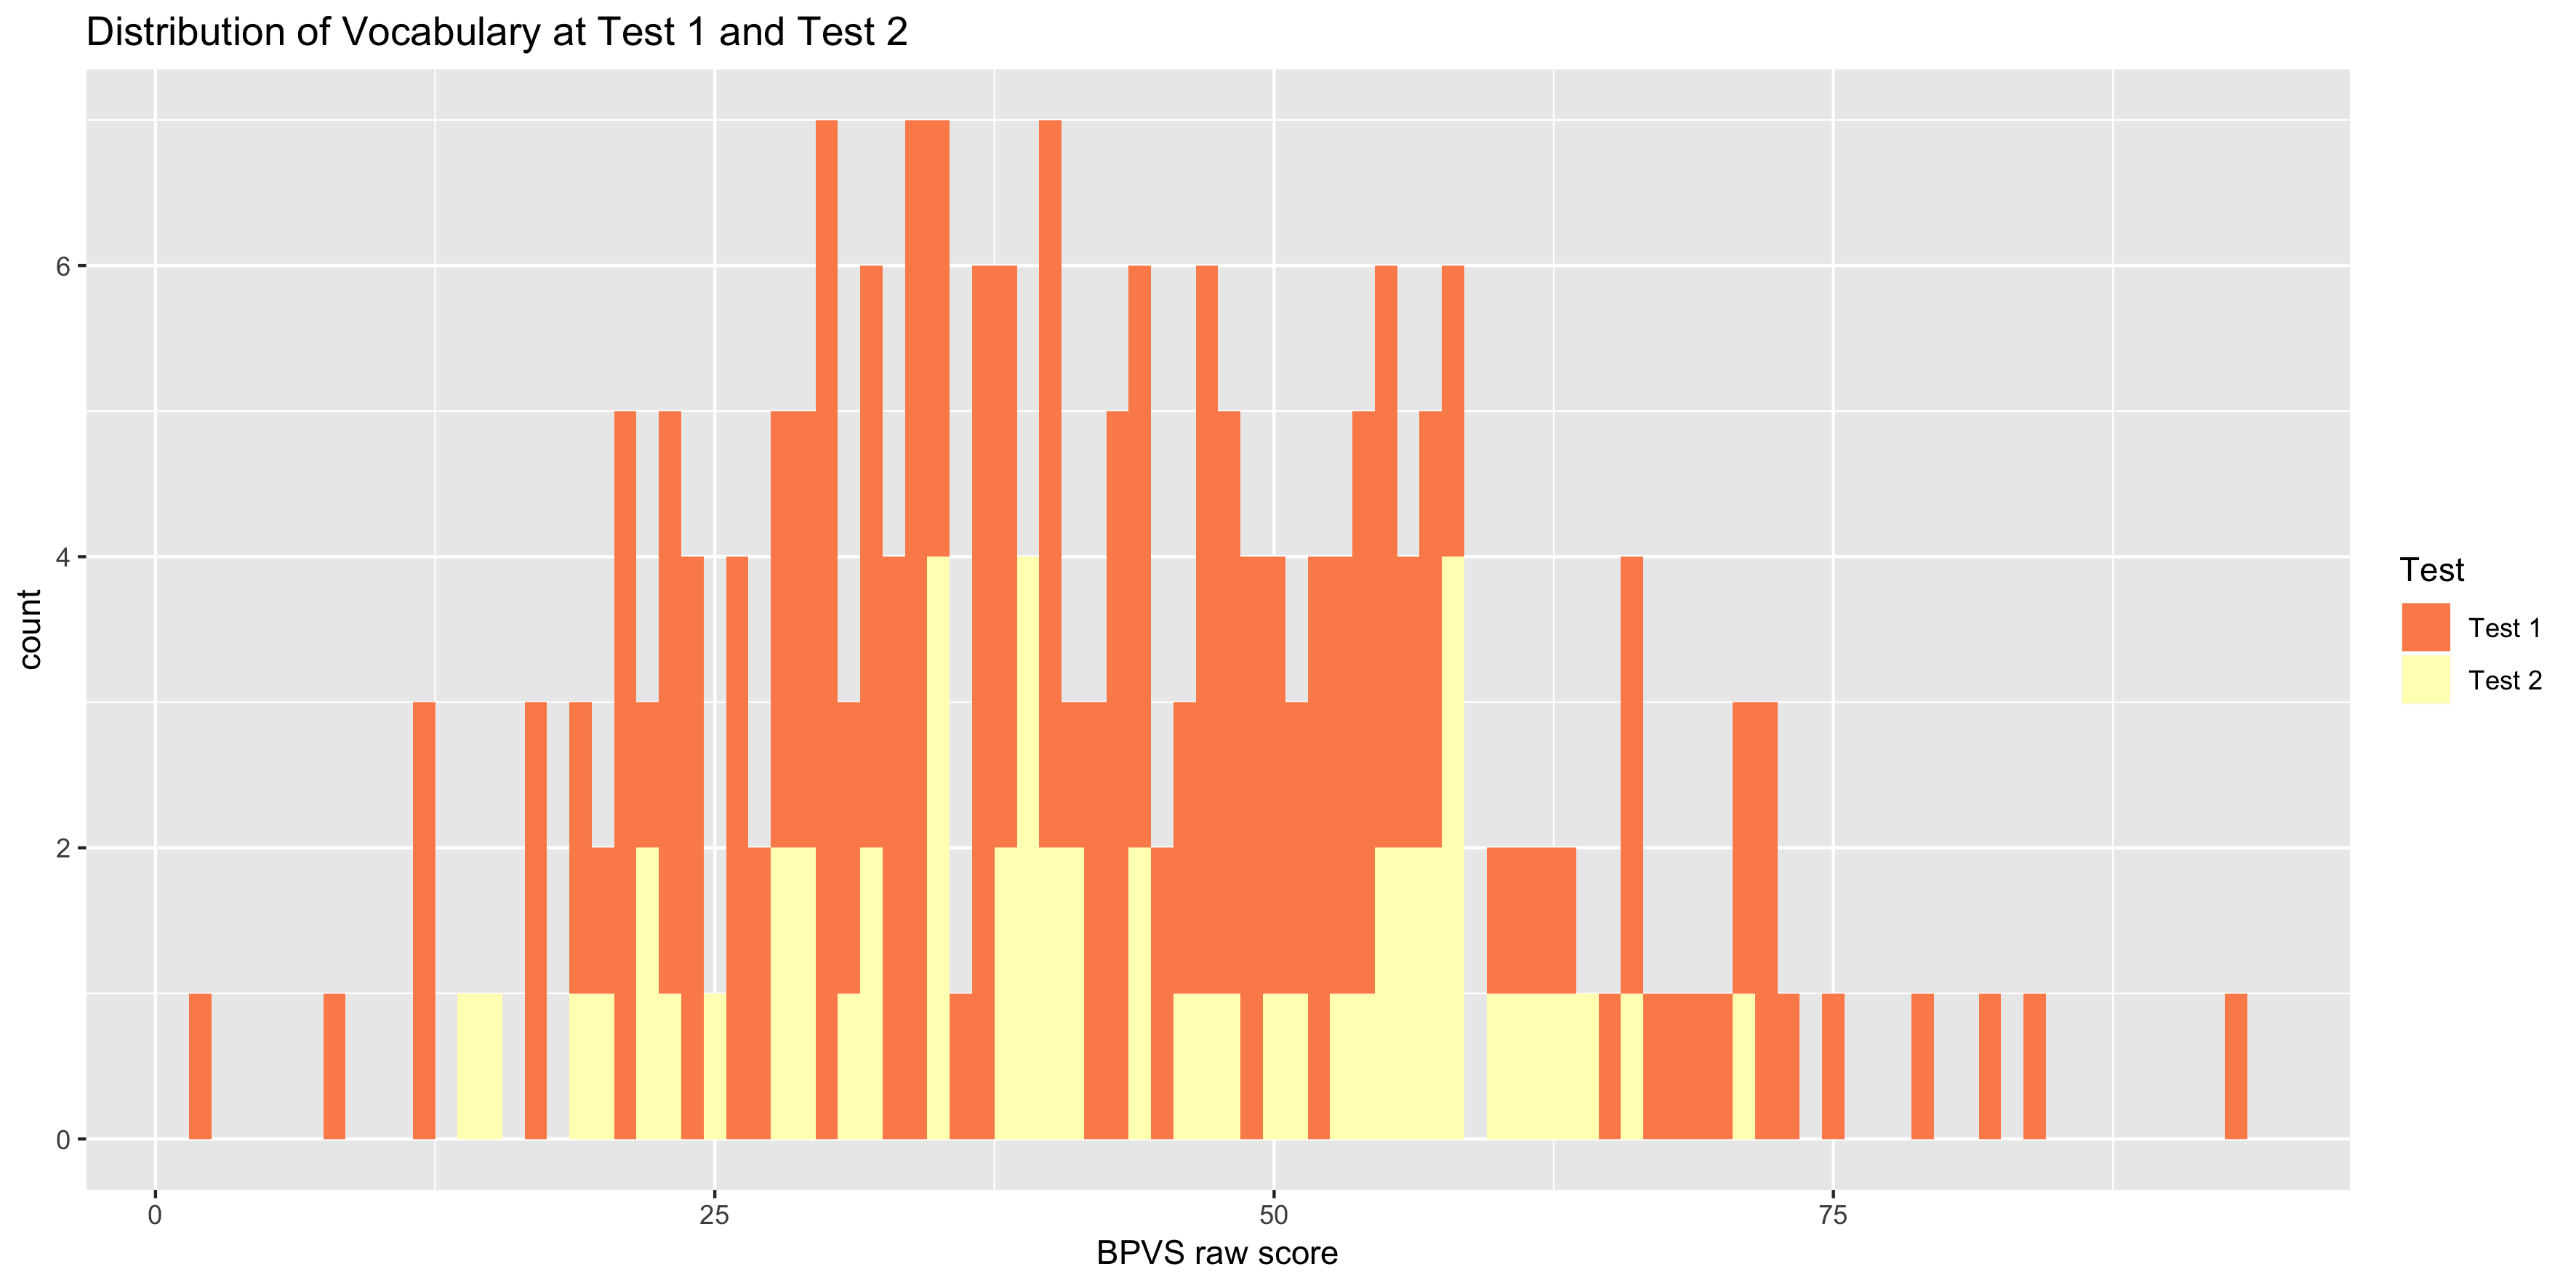 Distribution of Vocabulary at Test 1 and Test 2
6
4
2
0
count
0 25 50 75
BPVS raw score
Test
Test 1
Test 2